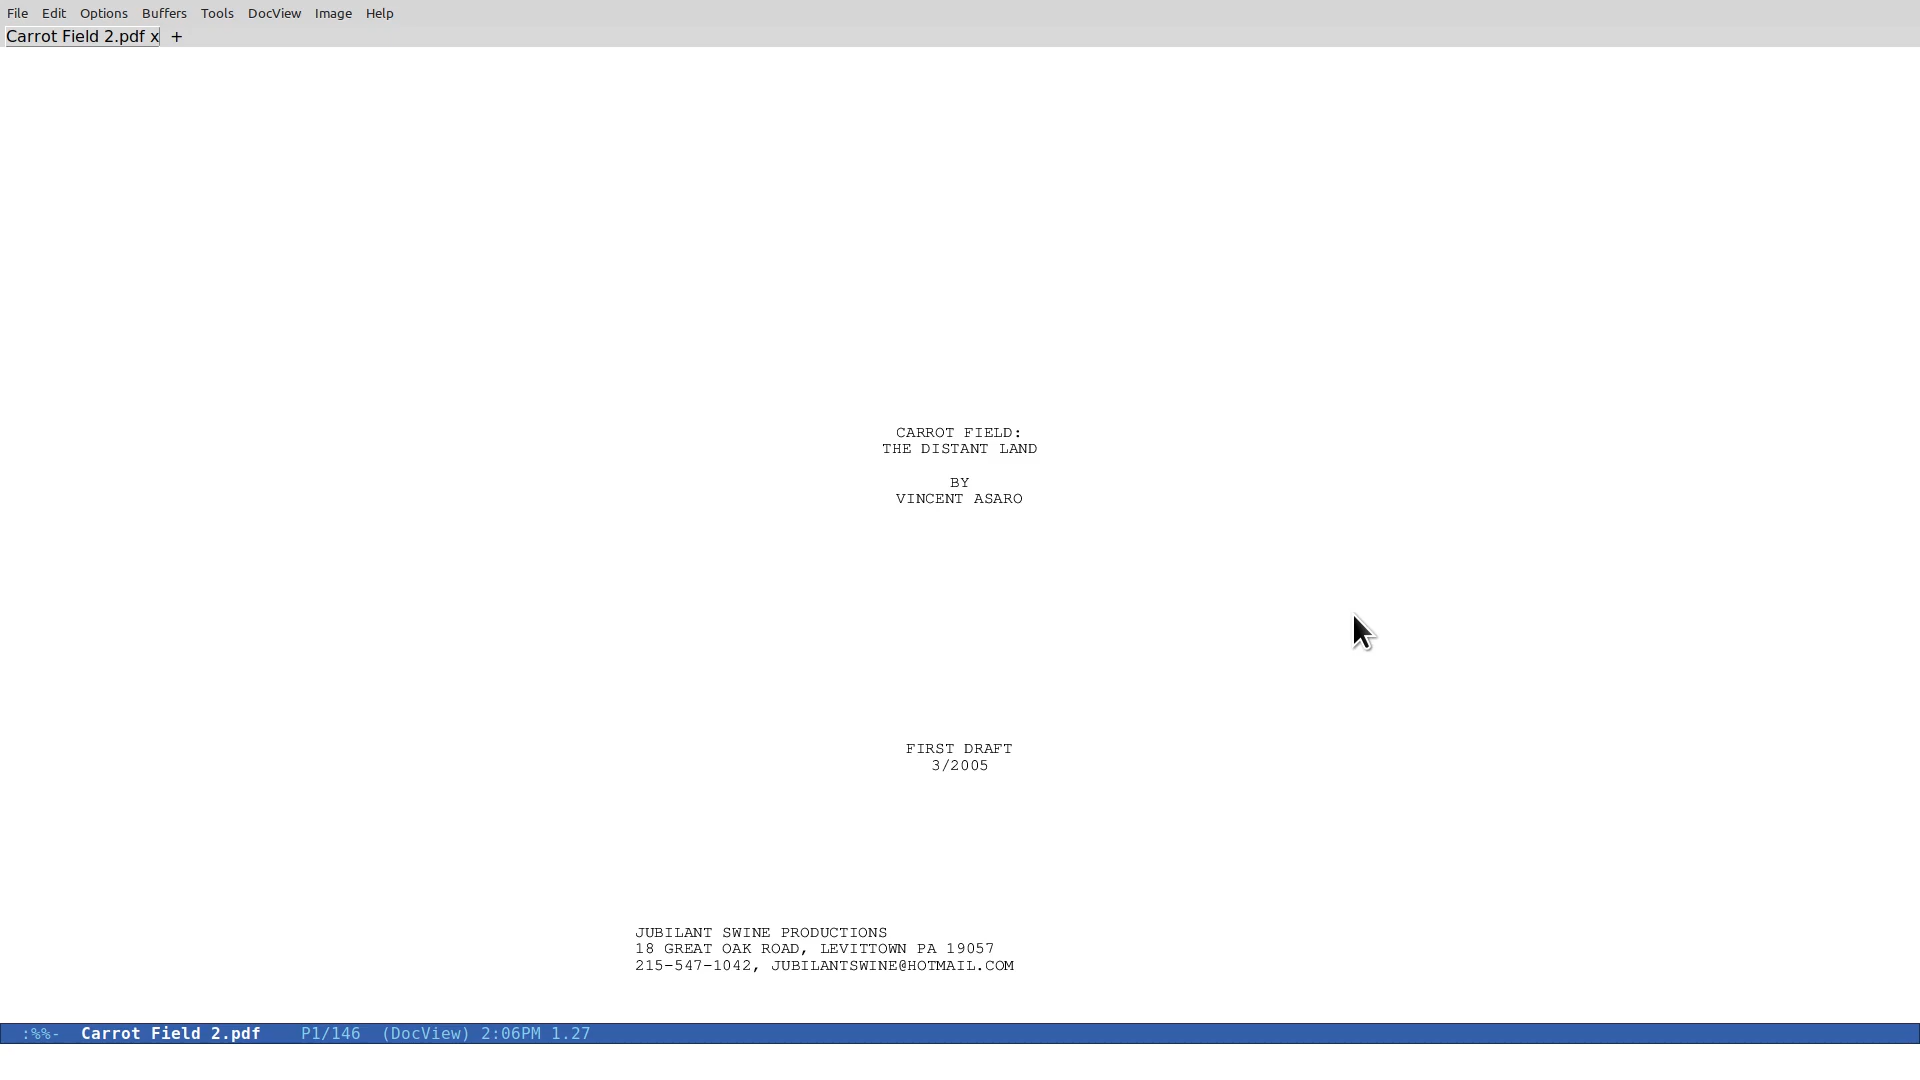 File Edit Options Buffers Tools DocView Image Help
Carrot Field 2.pdf x +
CARROT FIELD:
THE DISTANT LAND
BY
VINCENT ASARO
FIRST DRAFT
3/2005
JUBILANT SWINE PRODUCTIONS
18 GREAT OAK ROAD, LEVITTOWN PA 19057
215-547-1042, JUBILANTSWINE@HOTMAIL.COM
:%%- Carrot Field 2.pdf P1/146 (DocView) 2:06PM 1.27